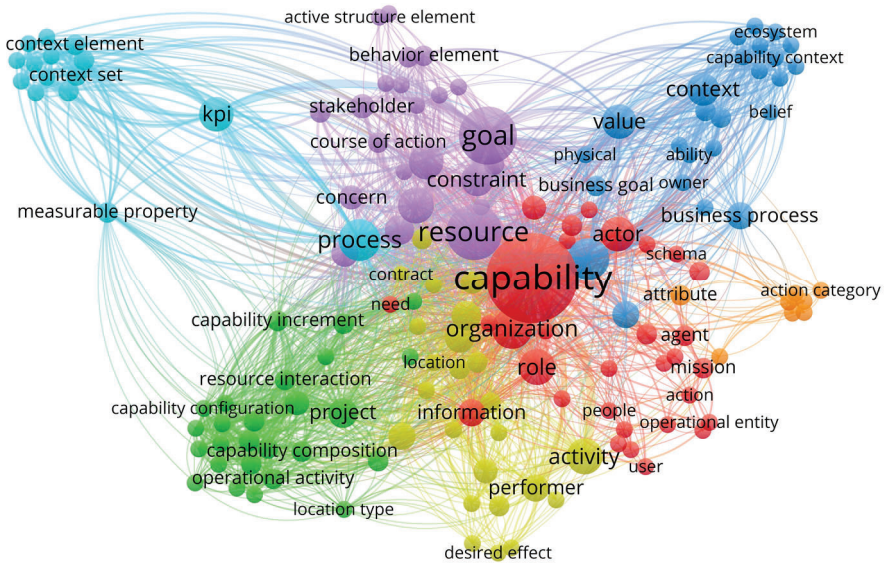 active structure element
ecosystem
context element
behavior element
capability context
context set
context
stakeholder
kpi
value
belief
course of action
goal
physical
ability
constraint
business goal
owner
concern
measurable property
business process
process
resource
actor
schema
contract
capability
attribute
action category
need
capability increment
organization
agent
location
role
mission
resource interaction
action
capability configuration
project
information
people
operational entity
capability composition
activity
user
operational activity
performer
location type
desired effect